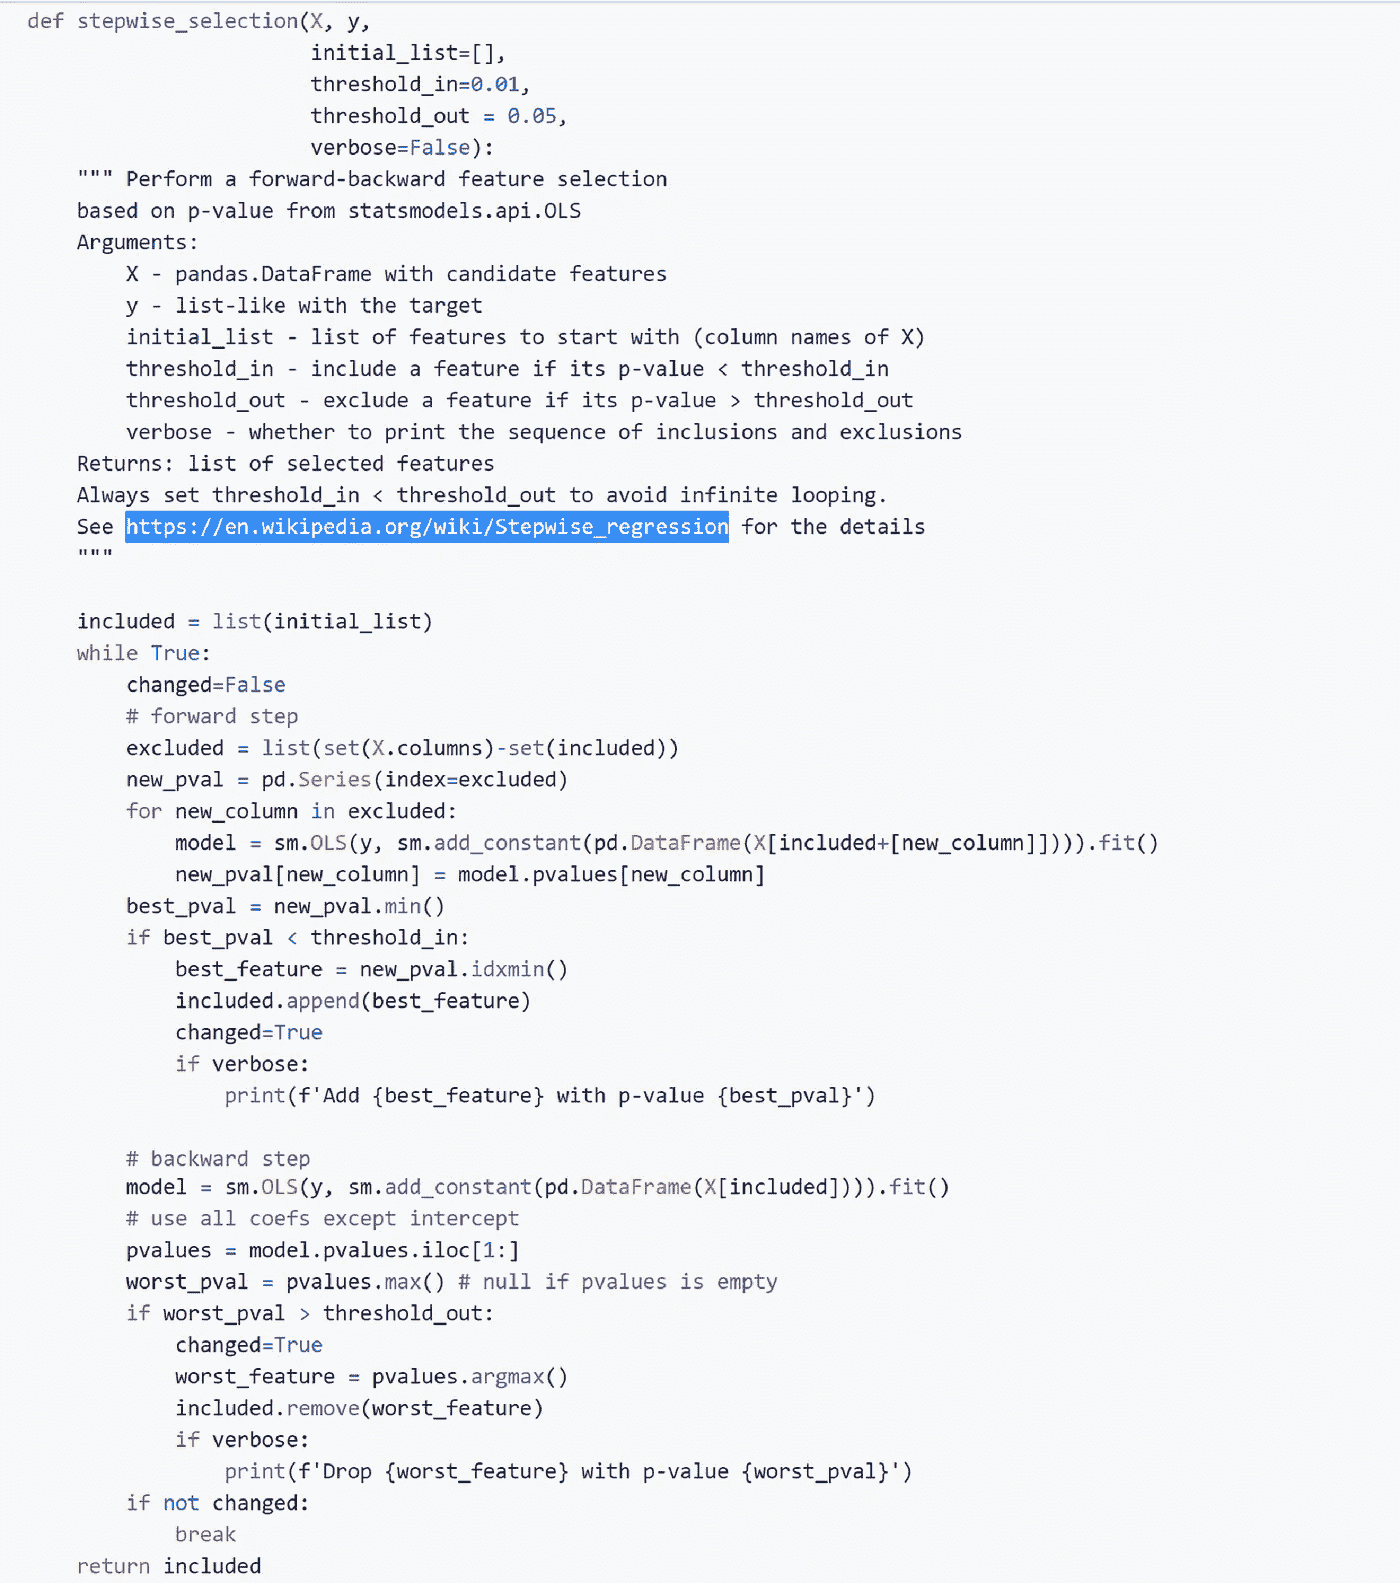 def stepwise_selection(X, y,
                       initial_list=[],
                       threshold_in=0.01,
                       threshold_out = 0.05,
                       verbose=False):
    """ Perform a forward-backward feature selection
    based on p-value from statsmodels.api.OLS
    Arguments:
        X - pandas.DataFrame with candidate features
        y - list-like with the target
        initial_list - list of features to start with (column names of X)
        threshold_in - include a feature if its p-value < threshold_in
        threshold_out - exclude a feature if its p-value > threshold_out
        verbose - whether to print the sequence of inclusions and exclusions
    Returns: list of selected features
    Always set threshold_in < threshold_out to avoid infinite looping.
    See https://en.wikipedia.org/wiki/Stepwise_regression for the details
    """

    included = list(initial_list)
    while True:
        changed=False
        # forward step
        excluded = list(set(X.columns)-set(included))
        new_pval = pd.Series(index=excluded)
        for new_column in excluded:
            model = sm.OLS(y, sm.add_constant(pd.DataFrame(X[included+[new_column]]))).fit()
            new_pval[new_column] = model.pvalues[new_column]
        best_pval = new_pval.min()
        if best_pval < threshold_in:
            best_feature = new_pval.idxmin()
            included.append(best_feature)
            changed=True
            if verbose:
                print(f'Add {best_feature} with p-value {best_pval}')

        # backward step
        model = sm.OLS(y, sm.add_constant(pd.DataFrame(X[included]))).fit()
        # use all coefs except intercept
        pvalues = model.pvalues.iloc[1:]
        worst_pval = pvalues.max() # null if pvalues is empty
        if worst_pval > threshold_out:
            changed=True
            worst_feature = pvalues.argmax()
            included.remove(worst_feature)
            if verbose:
                print(f'Drop {worst_feature} with p-value {worst_pval}')
        if not changed:
            break
    return included